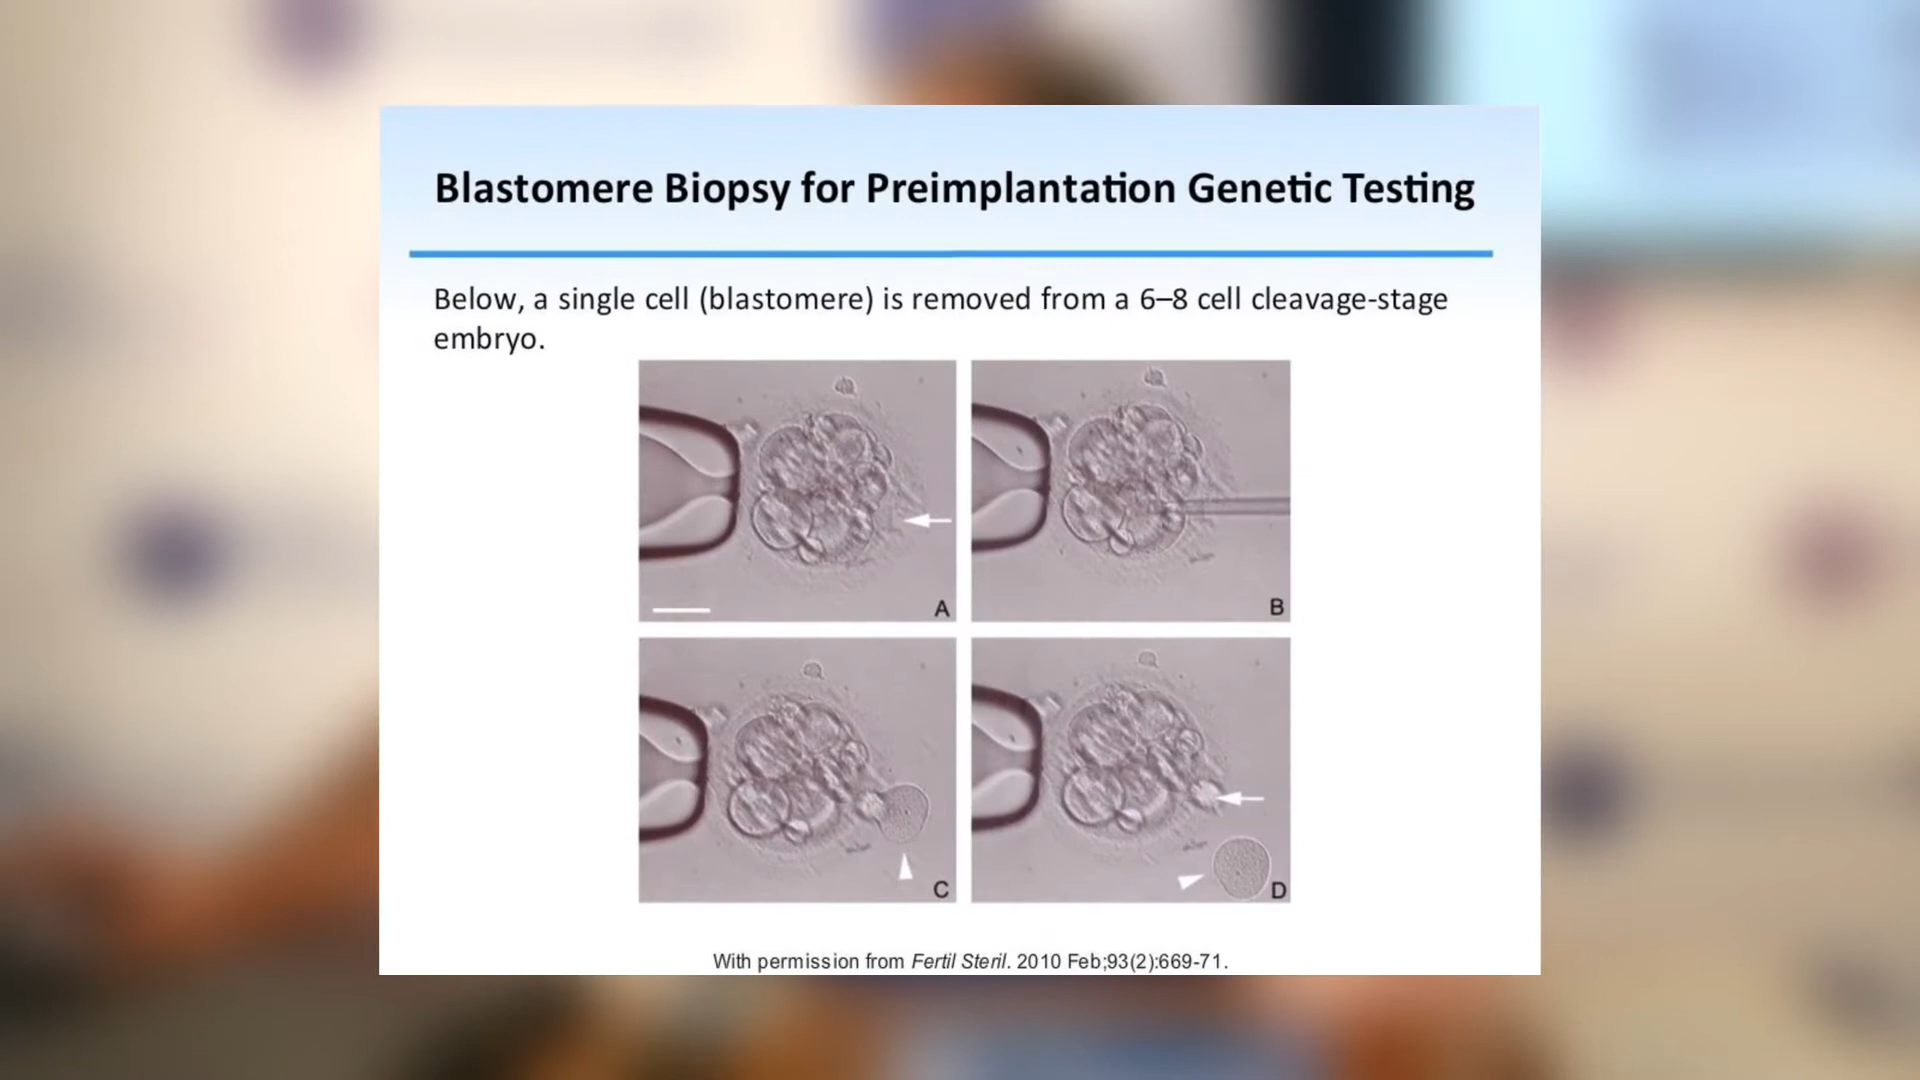 Blastomere Biopsy for Preimplantation Genetic Testing
Below, a single cell (blastomere) is removed from a 6–8 cell cleavage-stage
embryo.
A
B
C
D
With permission from Fertil Steril. 2010 Feb;93(2):669-71.